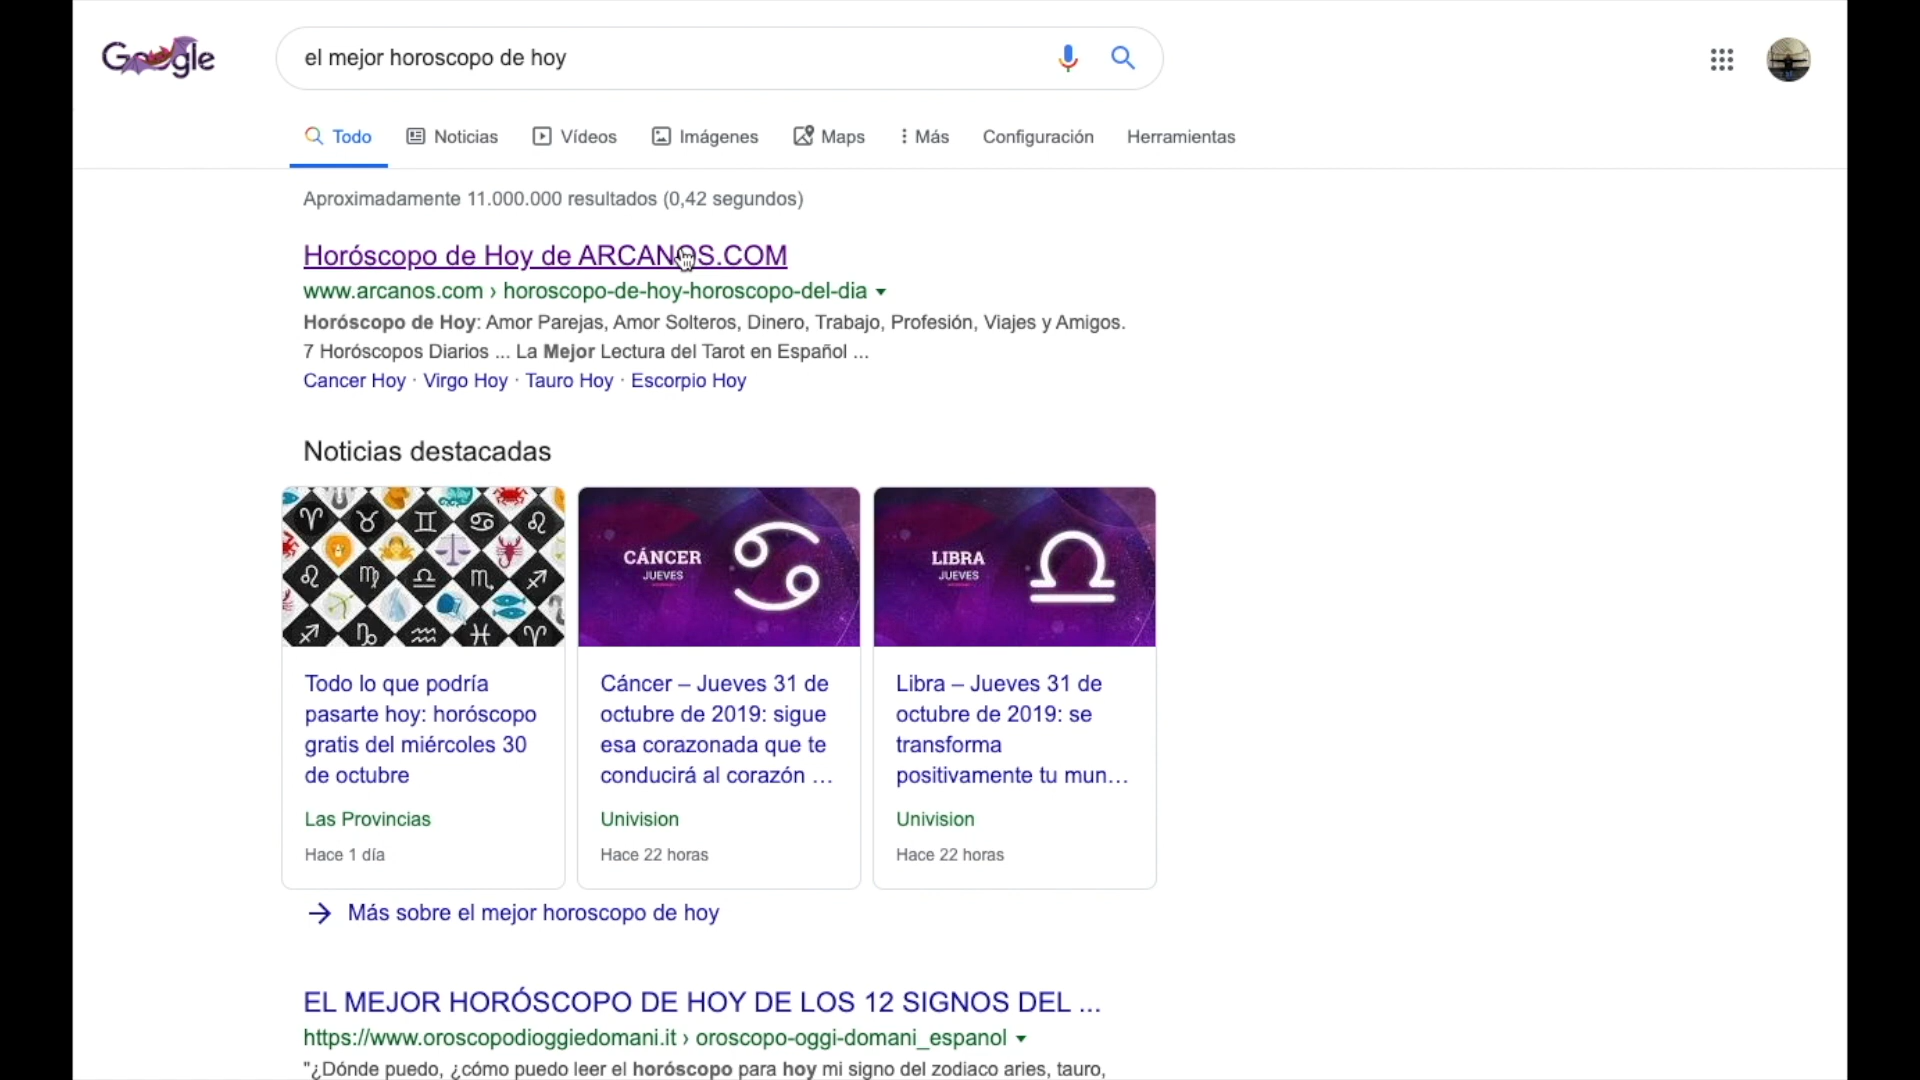 Google
el mejor horoscopo de hoy
Todo
Noticias
Vídeos
Imágenes
Maps
Más
Configuración
Herramientas
Aproximadamente 11.000.000 resultados (0,42 segundos)
Horóscopo de Hoy de ARCANOS.COM
www.arcanos.com › horoscopo-de-hoy-horoscopo-del-dia
Horóscopo de Hoy: Amor Parejas, Amor Solteros, Dinero, Trabajo, Profesión, Viajes y Amigos.
7 Horóscopos Diarios ... La Mejor Lectura del Tarot en Español ...
Cancer Hoy · Virgo Hoy · Tauro Hoy · Escorpio Hoy
Noticias destacadas
CÁNCER
JUEVES
LIBRA
JUEVES
Todo lo que podría
pasarte hoy: horóscopo
gratis del miércoles 30
de octubre
Las Provincias
Hace 1 día
Cáncer – Jueves 31 de
octubre de 2019: sigue
esa corazonada que te
conducirá al corazón ...
Univision
Hace 22 horas
Libra – Jueves 31 de
octubre de 2019: se
transforma
positivamente tu mun...
Univision
Hace 22 horas
Más sobre el mejor horoscopo de hoy
EL MEJOR HORÓSCOPO DE HOY DE LOS 12 SIGNOS DEL ...
https://www.oroscopodioggiedomani.it › oroscopo-oggi-domani_espanol
"¿Dónde puedo, ¿cómo puedo leer el horóscopo para hoy mi signo del zodiaco aries, tauro,